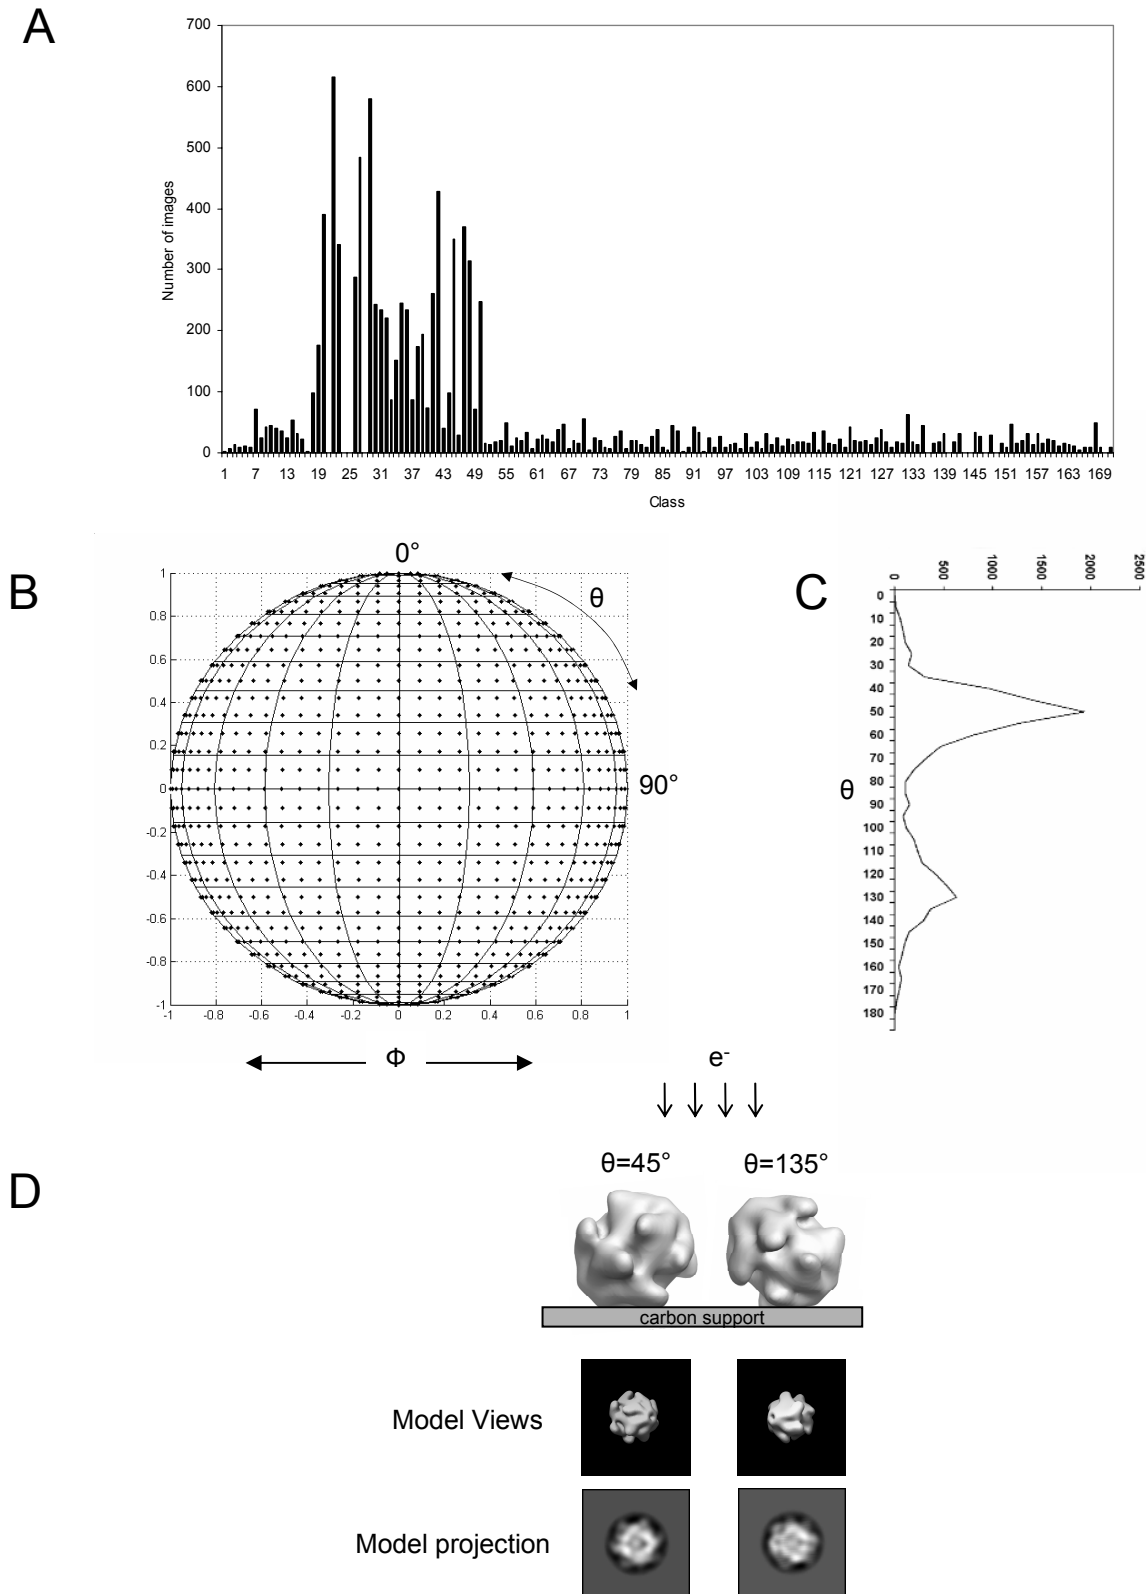 A
700
600
500
400
300
200
100
0
Number of images
1 7 13 19 25 31 37 43 49 55 61 67 73 79 85 91 97 103 109 115 121 127 133 139 145 151 157 163 169
Class
B
0°
θ
90°
1
0.8
0.6
0.4
0.2
0
-0.2
-0.4
-0.6
-0.8
-1
-1 -0.8 -0.6 -0.4 -0.2 0 0.2 0.4 0.6 0.8 1
Φ
C
0 500 1000 1500 2000 2500
0
10
20
30
40
50
60
70
80
90
100
110
120
130
140
150
160
170
180
θ
e-
D
θ=45° θ=135°
carbon support
Model Views
Model projection